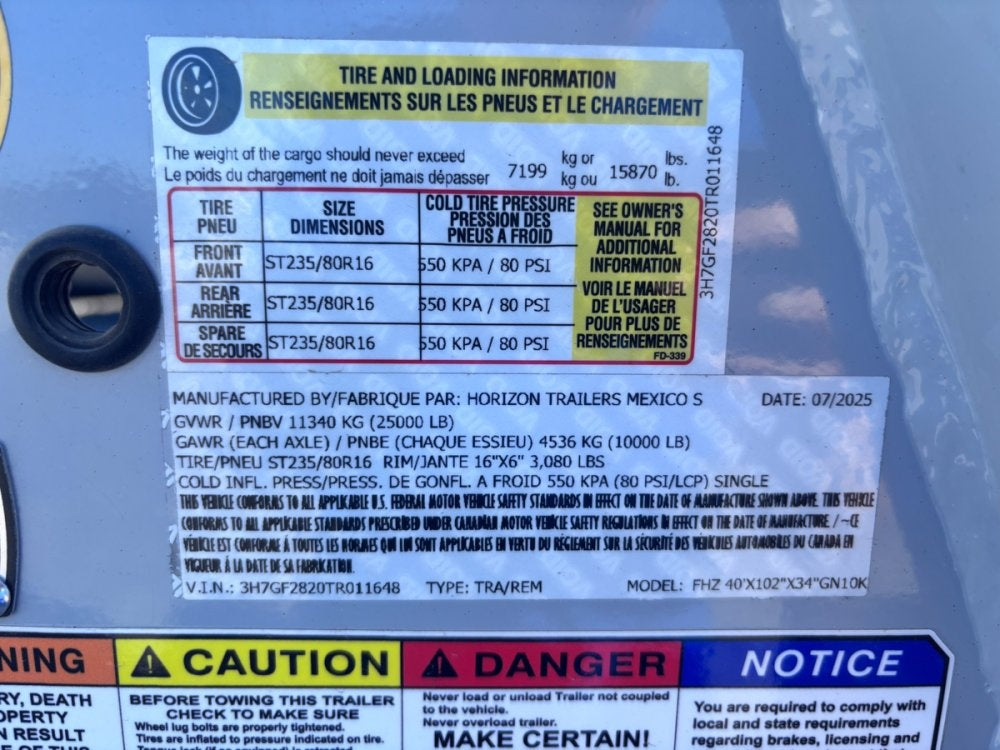 TIRE AND LOADING INFORMATION
RENSEIGNEMENTS SUR LES PNEUS ET LE CHARGEMENT
The weight of the cargo should never exceed 7199 kg or 15870 lbs.
Le poids du chargement ne doit jamais dépasser kg ou lb.
TIRE PNEU SIZE DIMENSIONS COLD TIRE PRESSURE PRESSION DES PNEUS A FROID
FRONT AVANT ST235/80R16 550 KPA / 80 PSI
REAR ARRIÈRE ST235/80R16 550 KPA / 80 PSI
SPARE DE SECOURS ST235/80R16 550 KPA / 80 PSI
SEE OWNER'S
MANUAL FOR
ADDITIONAL
INFORMATION
VOIR LE MANUEL
DE L'USAGER
POUR PLUS DE
RENSEIGNEMENTS
FD-339
3H7GF2820TR011648
MANUFACTURED BY/FABRIQUE PAR: HORIZON TRAILERS MEXICO S DATE: 07/2025
GVWR / PNBV 11340 KG (25000 LB)
GAWR (EACH AXLE) / PNBE (CHAQUE ESSIEU) 4536 KG (10000 LB)
TIRE/PNEU ST235/80R16 RIM/JANTE 16"X6" 3,080 LBS
COLD INFL. PRESS/PRESS. DE GONFL. A FROID 550 KPA (80 PSI/LCP) SINGLE
THIS VEHICLE CONFORMS TO ALL APPLICABLE U.S. FEDERAL MOTOR VEHICLE SAFETY STANDARDS IN EFFECT ON THE DATE OF MANUFACTURE SHOWN ABOVE. THIS VEHICLE
CONFORMS TO ALL APPLICABLE STANDARDS PRESCRIBED UNDER CANADIAN MOTOR VEHICLE SAFETY REGULATIONS IN EFFECT ON THE DATE OF MANUFACTURE / ~CE
VÉHICLE EST CONFORME À TOUTES LES NORMES QUI LUI SONT APPLICABLES EN VERTU DU RÉGLEMENT SUR LA SÉCURITÉ DES VÉHICULES AUTOMOBILES DU CANADA EN
VIGUEUR À LA DATE DE SA FABRICATION.
V.I.N.: 3H7GF2820TR011648 TYPE: TRA/REM MODEL: FHZ 40'X102"X34"GN10K
NING
RY, DEATH
OPERTY
N RESULT
E OF THIS
CAUTION
BEFORE TOWING THIS TRAILER
CHECK TO MAKE SURE
Wheel lug bolts are properly tightened.
Tires are inflated to pressure indicated on tire.
DANGER
Never load or unload Trailer not coupled
to the vehicle.
Never overload trailer.
MAKE CERTAIN!
NOTICE
You are required to comply with
local and state requirements
regarding brakes, licensing and